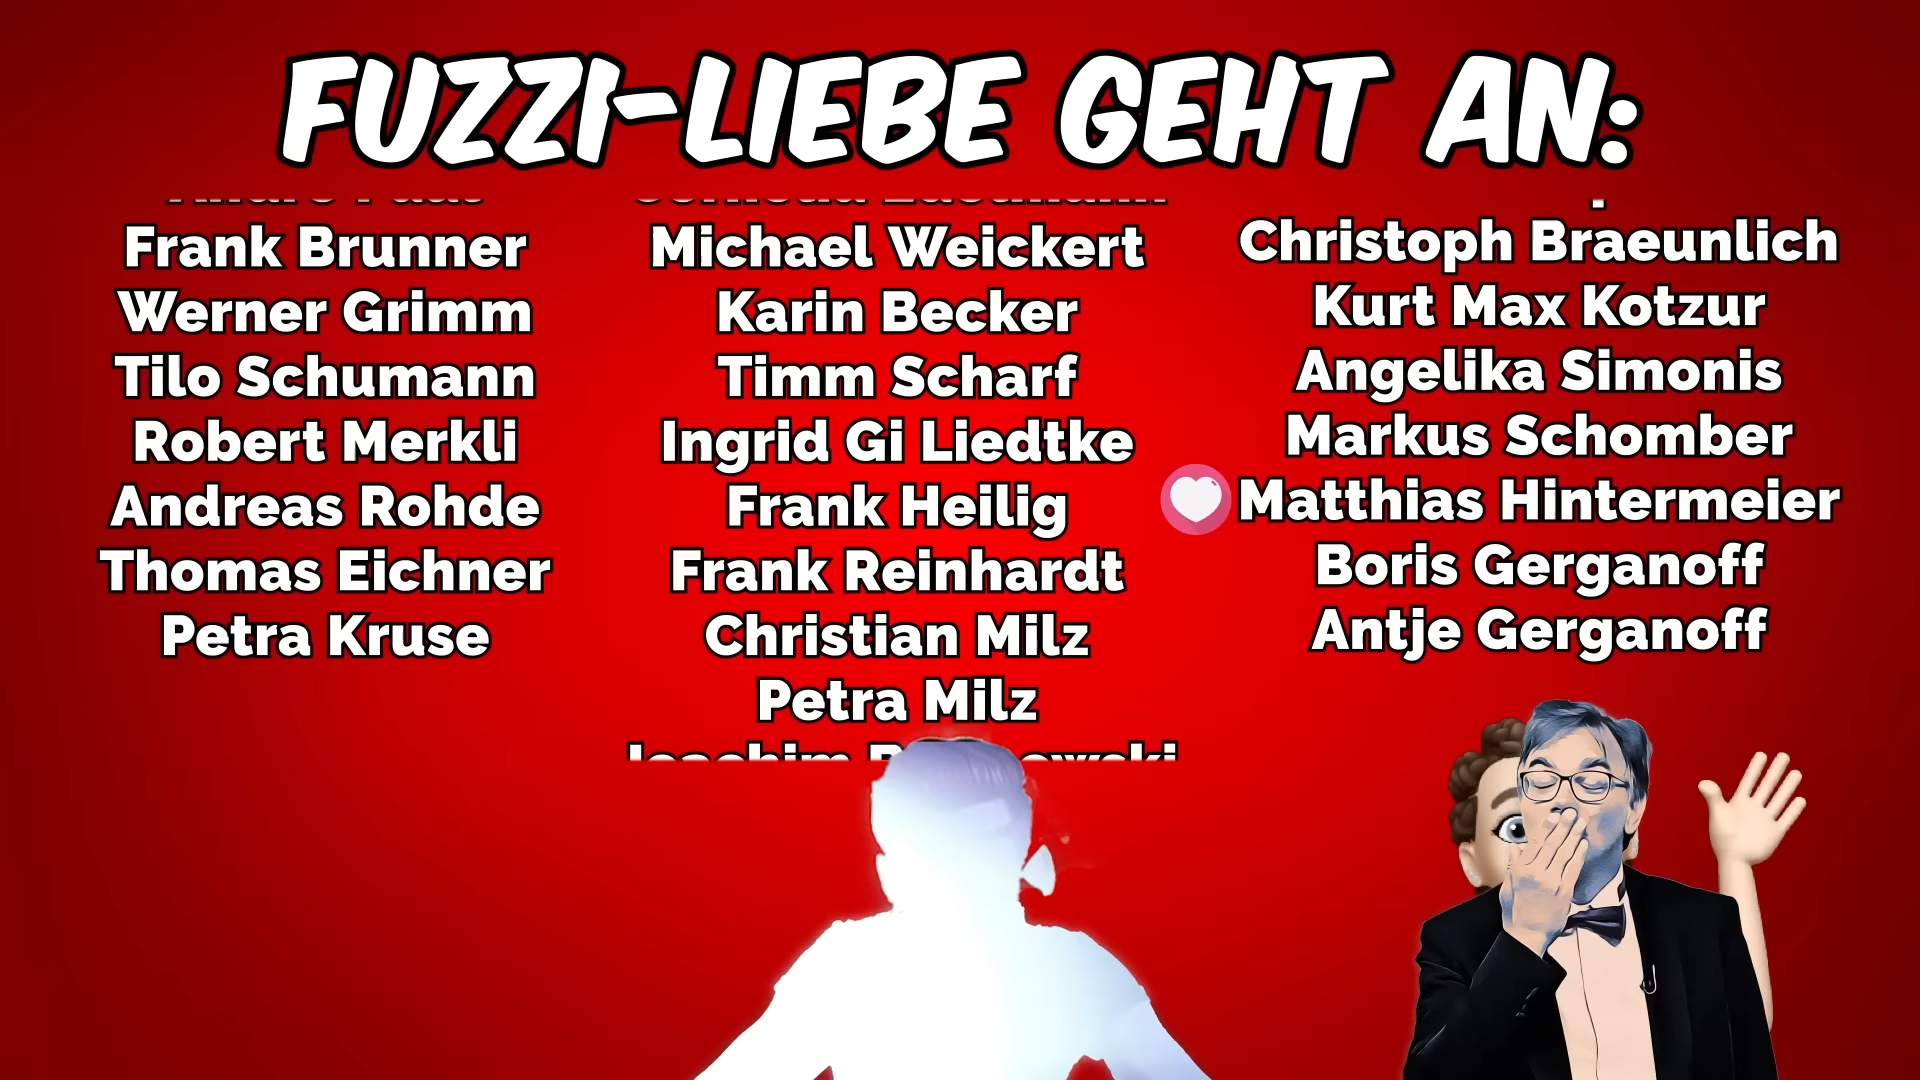 FUZZI-LIEBE GEHT AN:
Frank Brunner
Werner Grimm
Tilo Schumann
Robert Merkli
Andreas Rohde
Thomas Eichner
Petra Kruse
Michael Weickert
Karin Becker
Timm Scharf
Ingrid Gi Liedtke
Frank Heilig
Frank Reinhardt
Christian Milz
Petra Milz
Joachim
Christoph Braeunlich
Kurt Max Kotzur
Angelika Simonis
Markus Schomber
Matthias Hintermeier
Boris Gerganoff
Antje Gerganoff